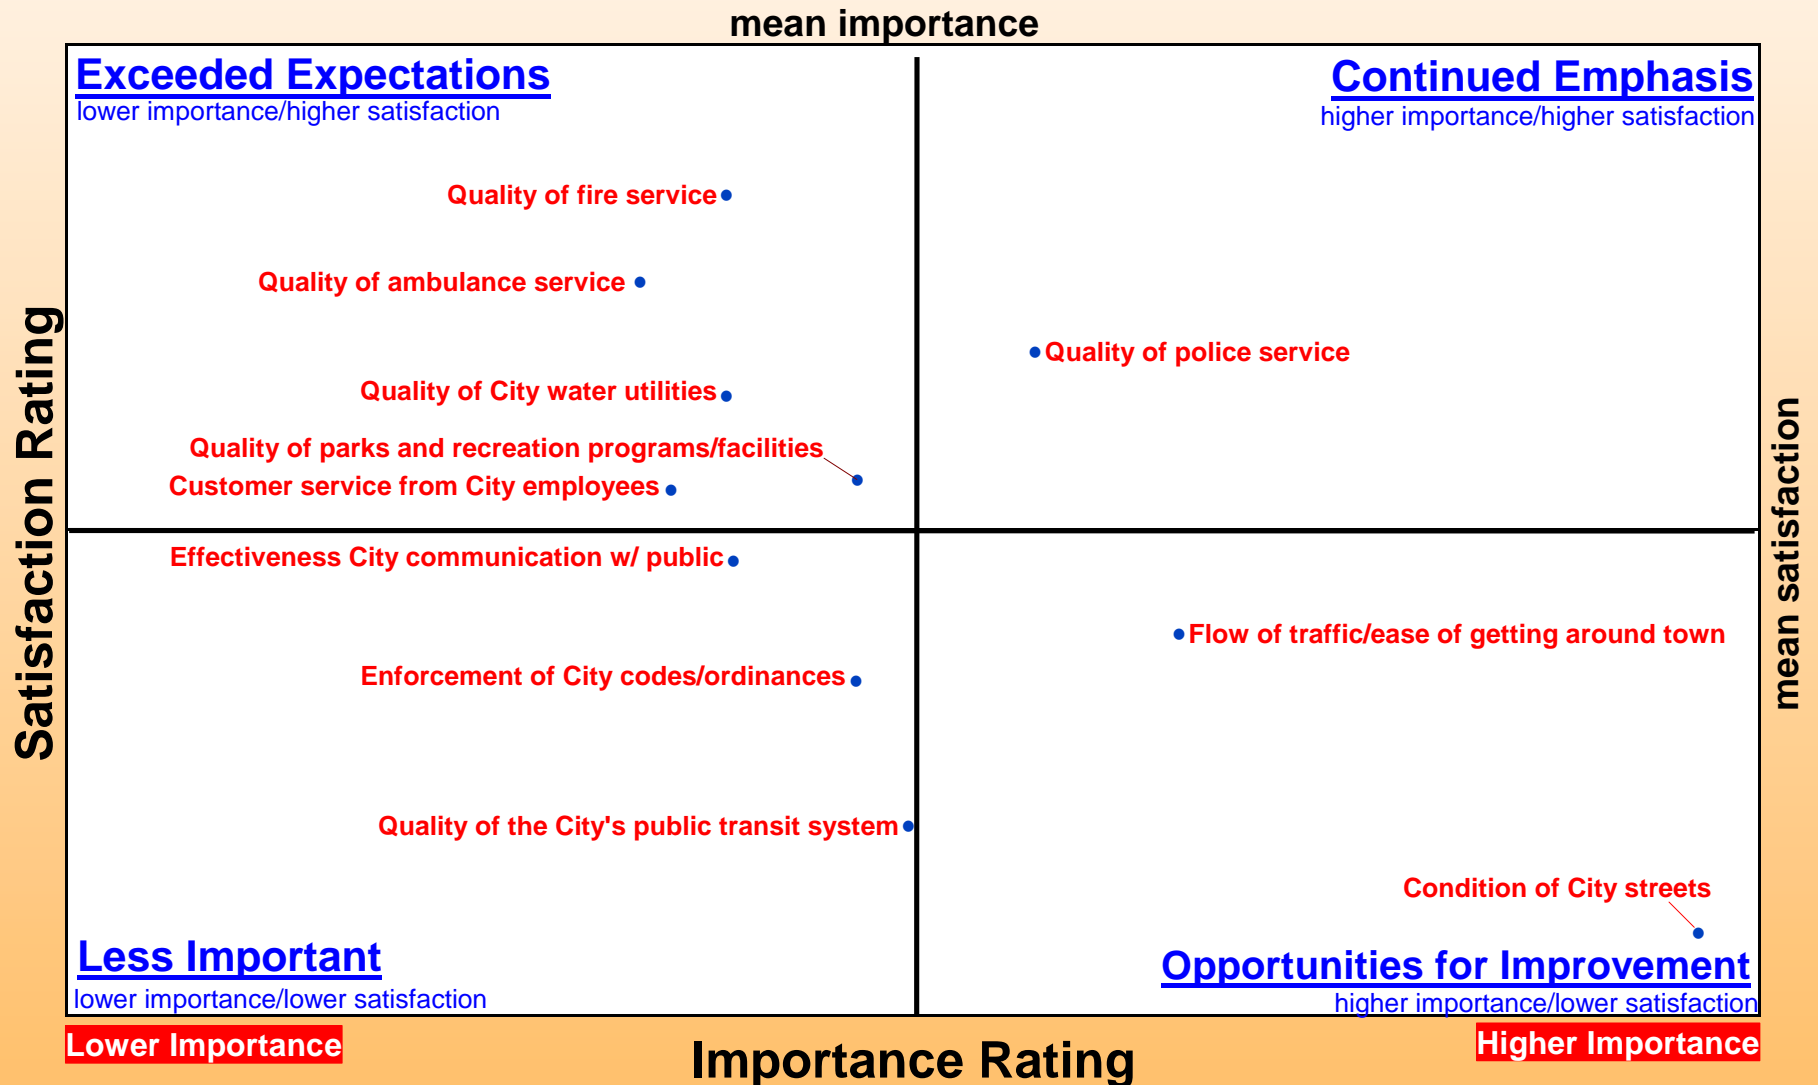 mean importance
Exceeded Expectations
lower importance/higher satisfaction
Continued Emphasis
higher importance/higher satisfaction
Quality of fire service
Quality of ambulance service
Quality of police service
Quality of City water utilities
Quality of parks and recreation programs/facilities
Customer service from City employees
Satisfaction Rating
mean satisfaction
Effectiveness City communication w/ public
Flow of traffic/ease of getting around town
Enforcement of City codes/ordinances
Quality of the City's public transit system
Condition of City streets
Less Important
lower importance/lower satisfaction
Opportunities for Improvement
higher importance/lower satisfaction
Lower Importance
Importance Rating
Higher Importance